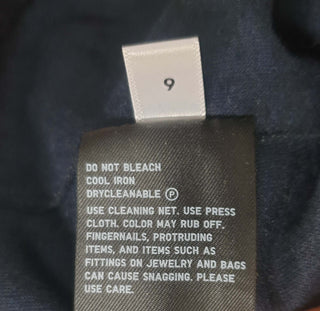 9
DO NOT BLEACH
COOL IRON
DRYCLEANABLE Ⓟ
USE CLEANING NET. USE PRESS
CLOTH. COLOR MAY RUB OFF.
FINGERNAILS, PROTRUDING
ITEMS, AND ITEMS SUCH AS
FITTINGS ON JEWELRY AND BAGS
CAN CAUSE SNAGGING. PLEASE
USE CARE.